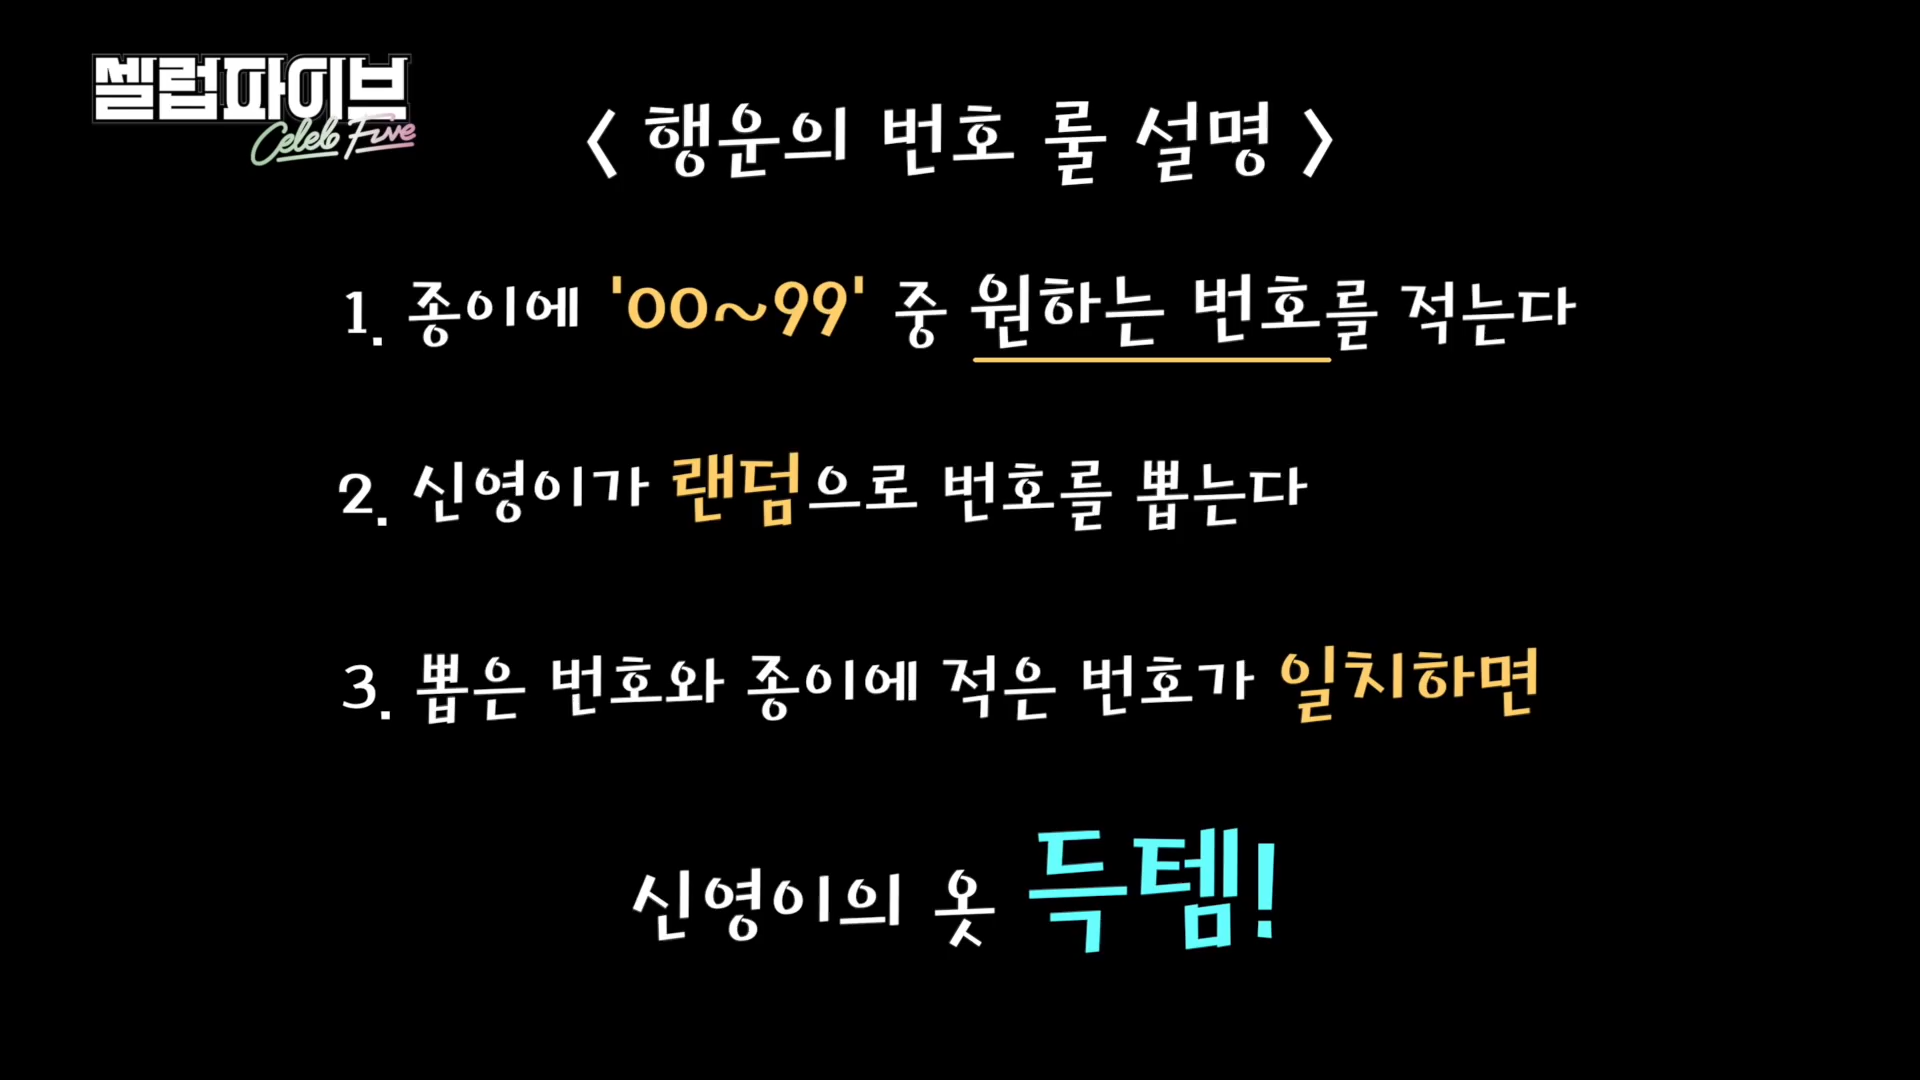 셀럽파이브
Celeb Five
< 행운의 번호 룰 설명 >
1. 종이에 '00~99' 중 원하는 번호를 적는다
2. 신영이가 랜덤으로 번호를 뽑는다
3. 뽑은 번호와 종이에 적은 번호가 일치하면
신영이의 옷 득템!